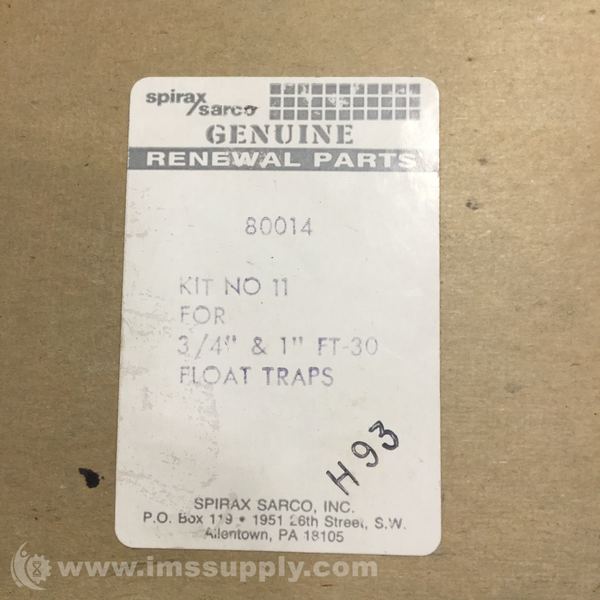 spirax
sarco
GENUINE
RENEWAL PARTS
80014
KIT NO 11
FOR
3/4" & 1" FT-30
FLOAT TRAPS
H93
SPIRAX SARCO, INC.
P.O. Box 119 • 1951 26th Street, S.W.
Allentown, PA 18105
© www.imssupply.com/